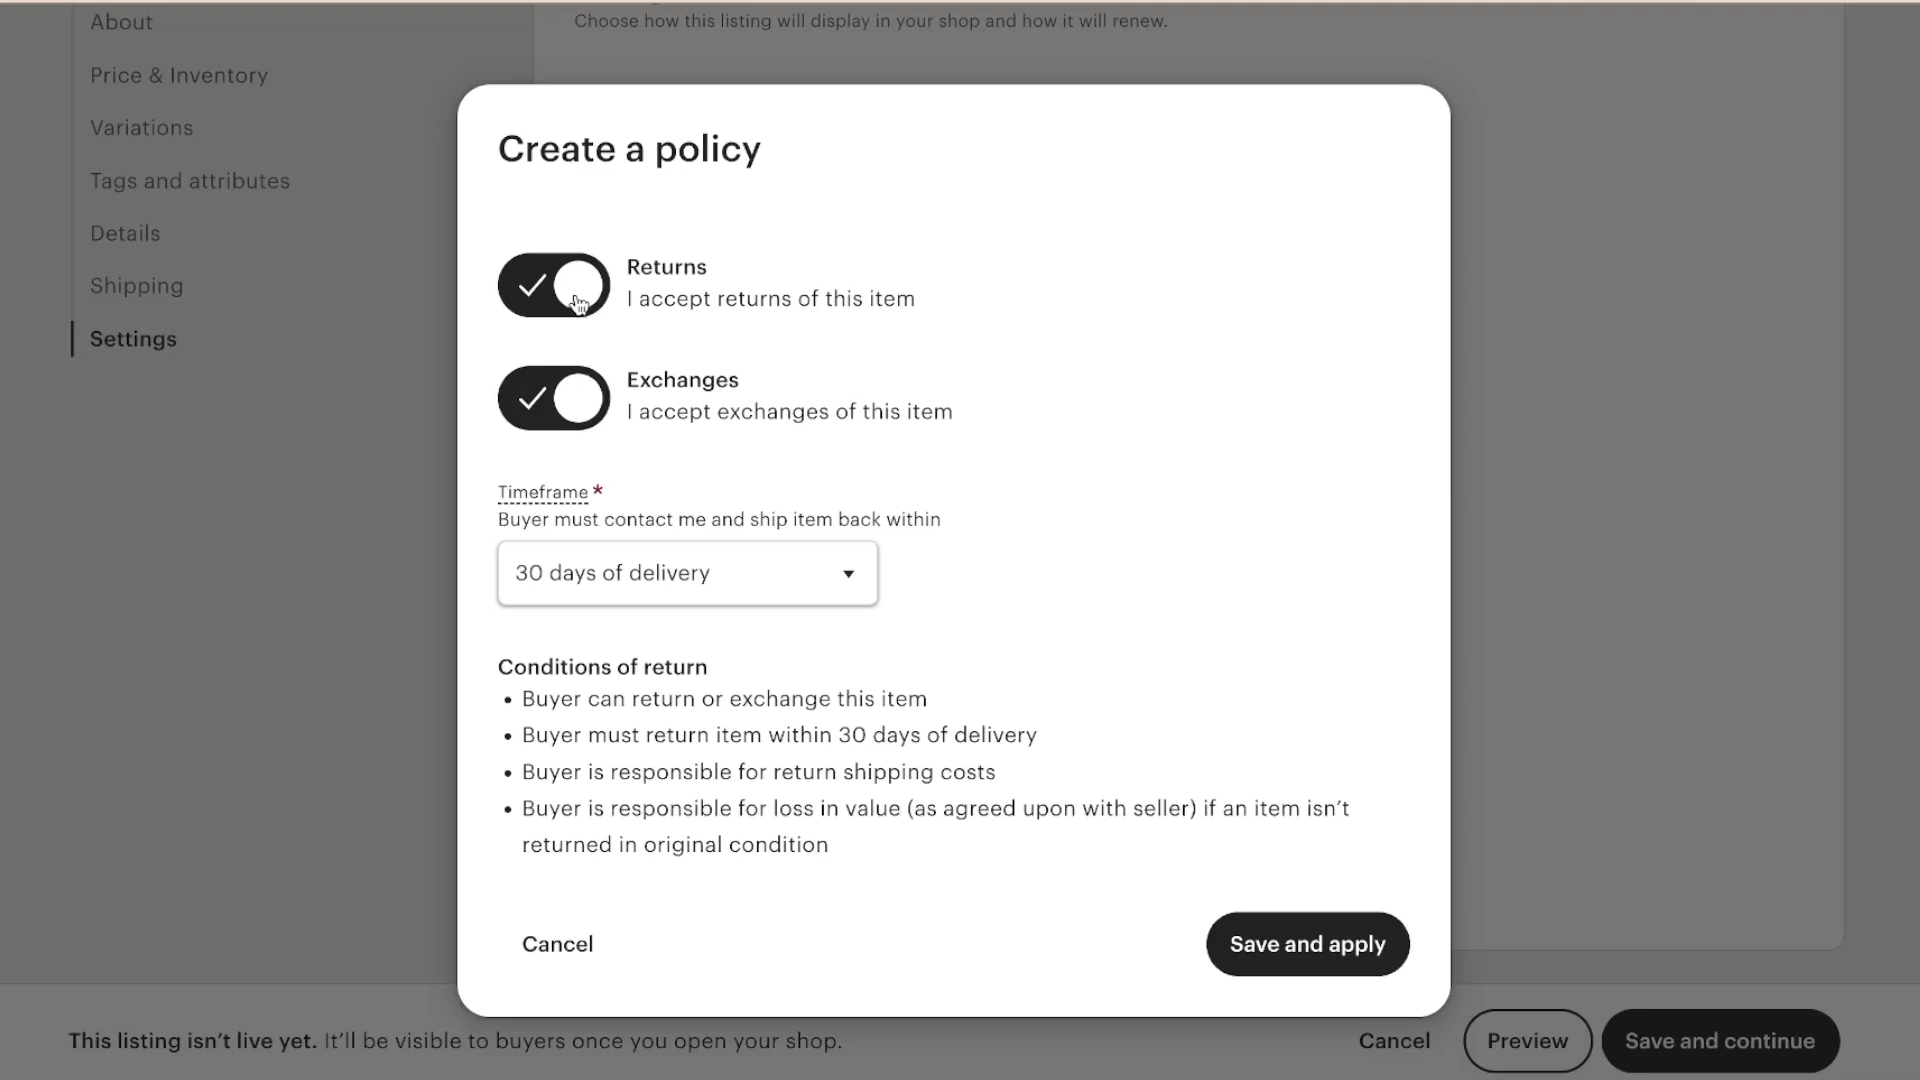 About
Choose how this listing will display in your shop and how it will renew.
Price & Inventory
Variations
Tags and attributes
Details
Shipping
Settings
Create a policy
Returns
I accept returns of this item
Exchanges
I accept exchanges of this item
Timeframe *
Buyer must contact me and ship item back within
30 days of delivery
Conditions of return
• Buyer can return or exchange this item
• Buyer must return item within 30 days of delivery
• Buyer is responsible for return shipping costs
• Buyer is responsible for loss in value (as agreed upon with seller) if an item isn't
returned in original condition
Cancel
Save and apply
This listing isn't live yet. It'll be visible to buyers once you open your shop.
Cancel
Preview
Save and continue